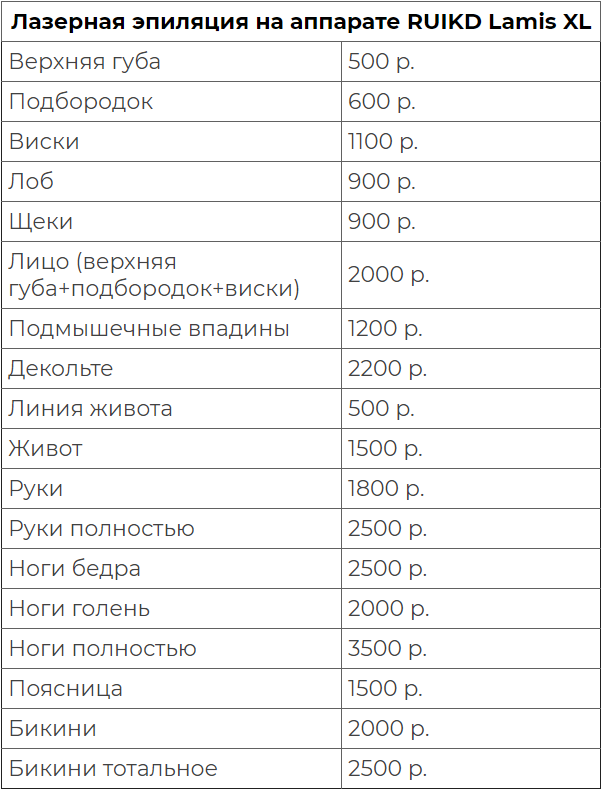 Лазерная эпиляция на аппарате RUIKD Lamis XL
Верхняя губа 500 р.
Подбородок 600 р.
Виски 1100 р.
Лоб 900 р.
Щеки 900 р.
Лицо (верхняя
губа+подбородок+виски) 2000 р.
Подмышечные впадины 1200 р.
Декольте 2200 р.
Линия живота 500 р.
Живот 1500 р.
Руки 1800 р.
Руки полностью 2500 р.
Ноги бедра 2500 р.
Ноги голень 2000 р.
Ноги полностью 3500 р.
Поясница 1500 р.
Бикини 2000 р.
Бикини тотальное 2500 р.